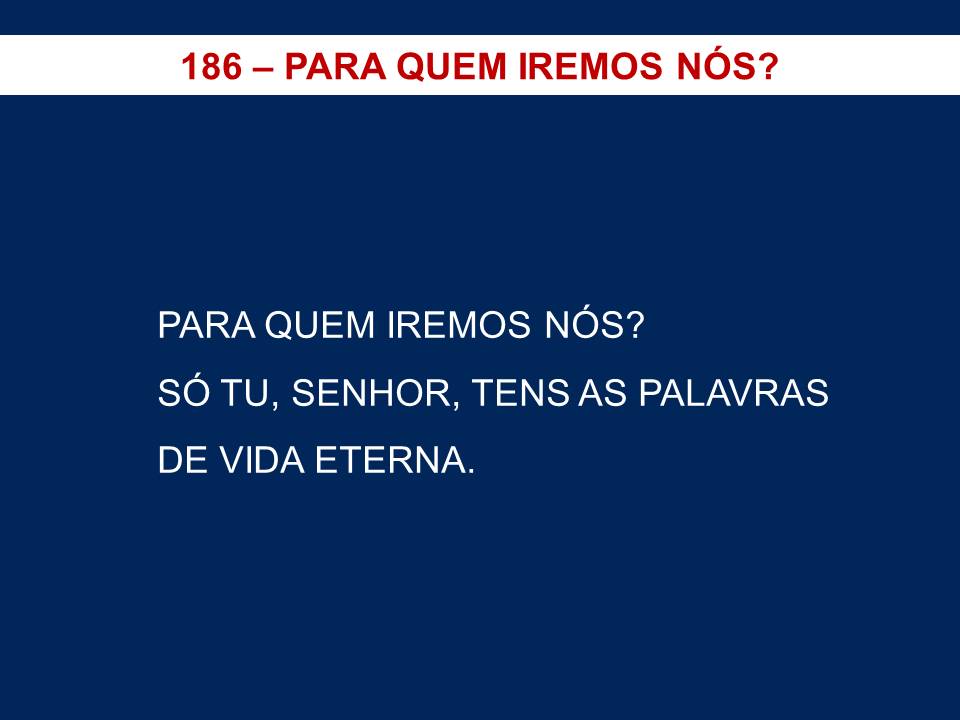 186 – PARA QUEM IREMOS NÓS?
PARA QUEM IREMOS NÓS?
SÓ TU, SENHOR, TENS AS PALAVRAS
DE VIDA ETERNA.